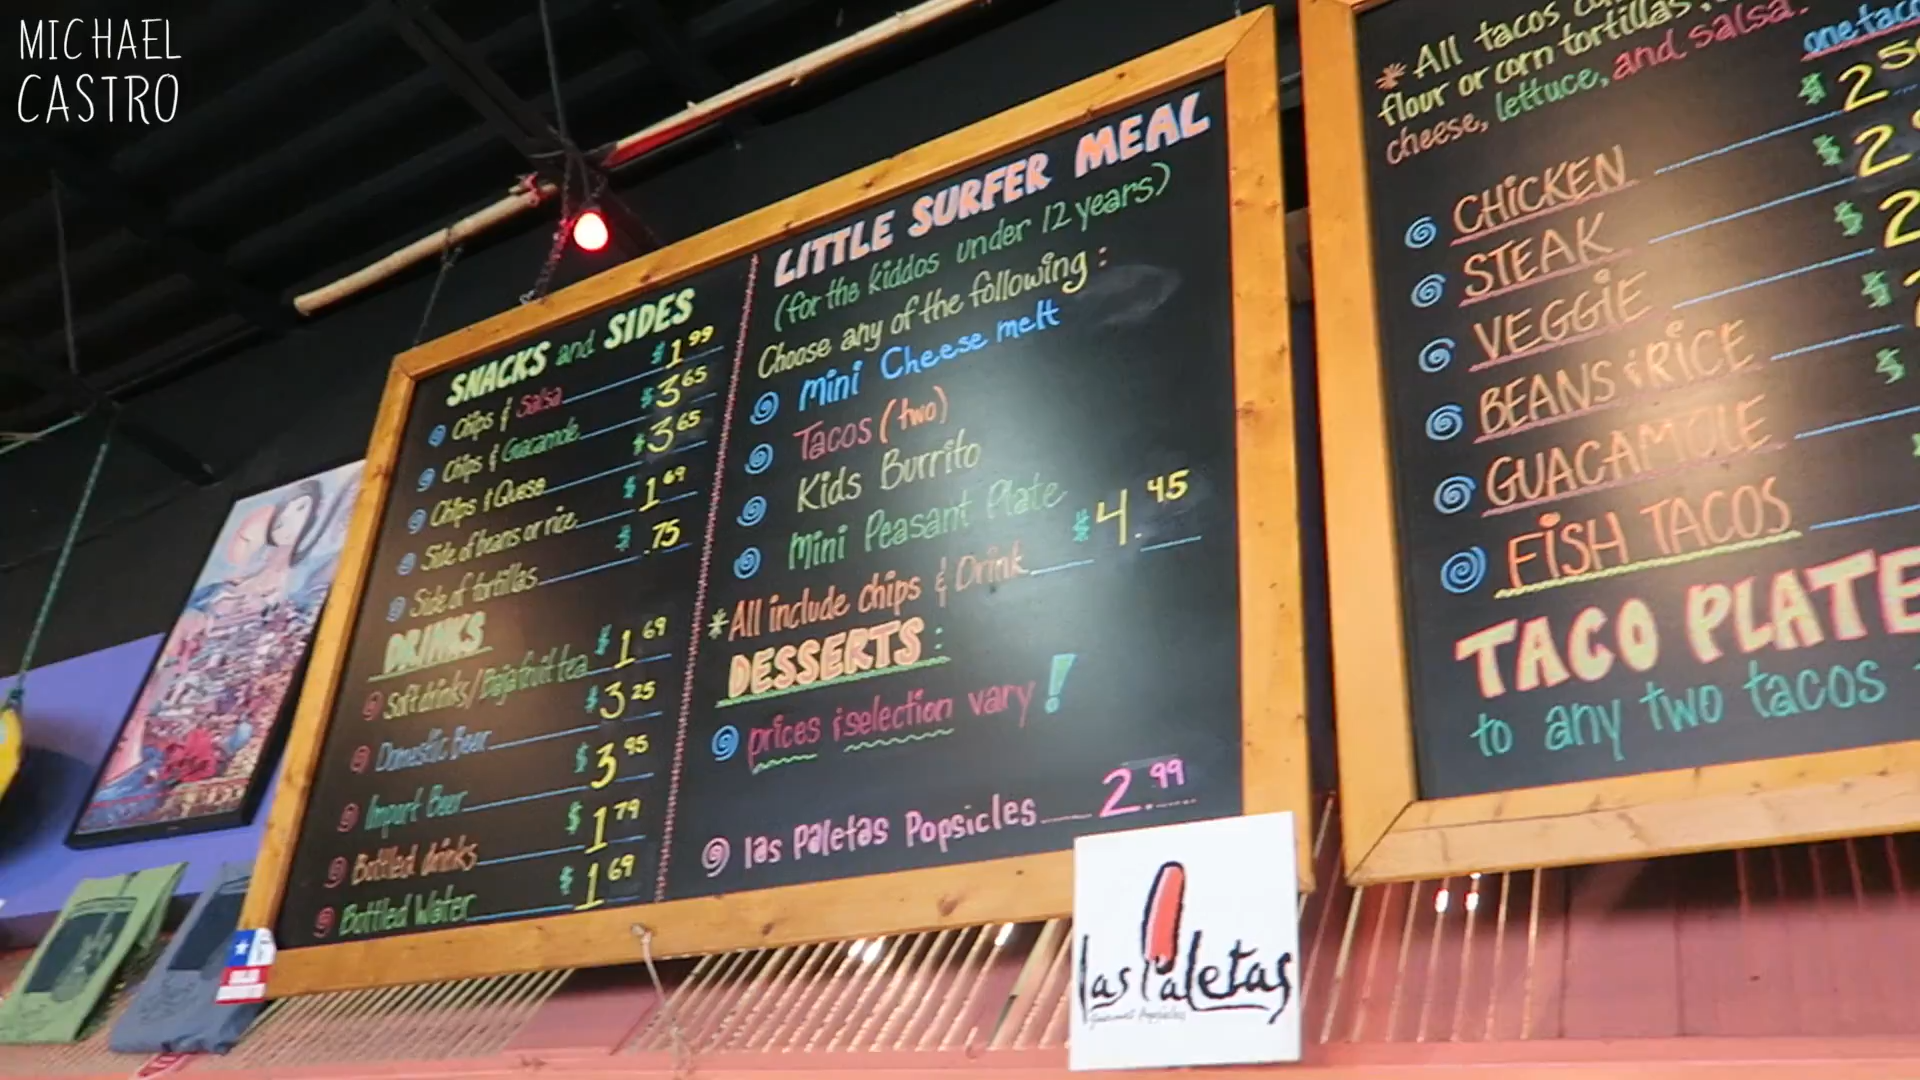 MICHAEL
CASTRO
SNACKS and SIDES
Chips & Salsa $1.99
Chips & Guacamole $3.65
Chips & Queso $3.65
Side of beans or rice $1.69
Side of tortillas $.75
DRINKS
Soft drinks/Baja fruit tea $1.69
Domestic Beer $3.25
Import Beer $3.95
Bottled drinks $1.79
Bottled Water $1.69
LITTLE SURFER MEAL
(for the kiddos under 12 years)
Choose any of the following:
Mini Cheese melt
Tacos (two)
Kids Burrito
Mini Peasant Plate
*All include chips & Drink $4.45
DESSERTS:
prices & selection vary!
las Paletas Popsicles 2.99
las Paletas
*All tacos
flour or corn tortillas,
cheese, lettuce, and salsa.
one taco
CHICKEN $2.50
STEAK $2
VEGGIE $2
BEANS & RICE $
GUACAMOLE $
FISH TACOS
TACO PLATE
to any two tacos